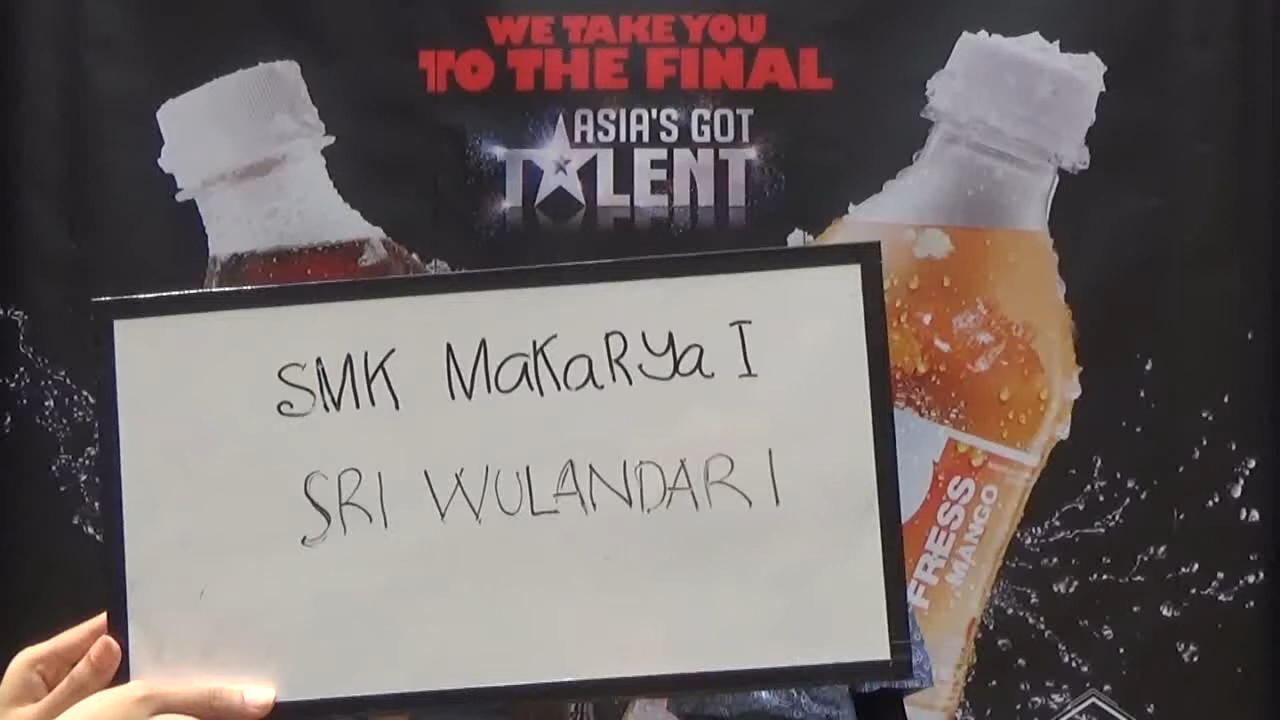 WE TAKE YOU
TO THE FINAL
ASIA'S GOT
TALENT
SMK MaKaRya I
SRI WULANDARI
FRESS
MANGO